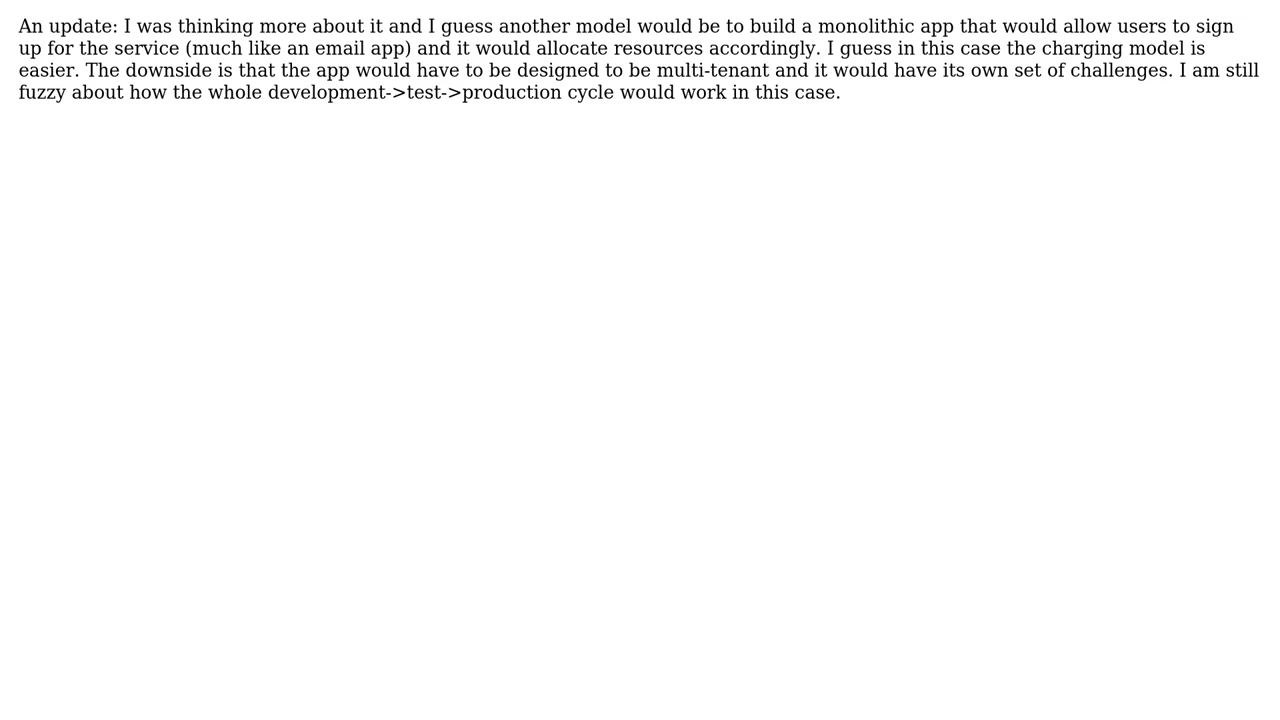 An update: I was thinking more about it and I guess another model would be to build a monolithic app that would allow users to sign
up for the service (much like an email app) and it would allocate resources accordingly. I guess in this case the charging model is
easier. The downside is that the app would have to be designed to be multi-tenant and it would have its own set of challenges. I am still
fuzzy about how the whole development->test->production cycle would work in this case.